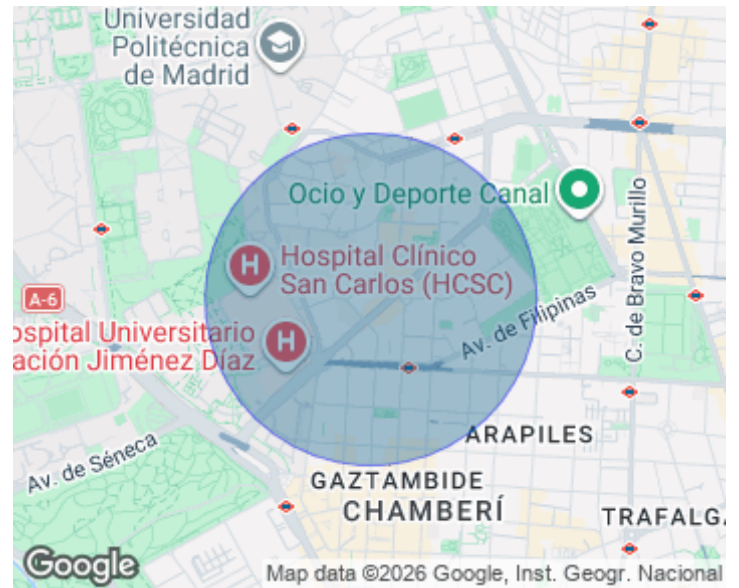 Universidad
Politécnica
de Madrid
Ocio y Deporte Canal
Hospital Clínico
San Carlos (HCSC)
C. de Bravo Murillo
A-6
ospital Universitario
ación Jiménez Díaz
Av. de Filipinas
ARAPILES
Av. de Séneca
GAZTAMBIDE
CHAMBERÍ
TRAFALG
Google
Map data ©2026 Google, Inst. Geogr. Nacional
H
H